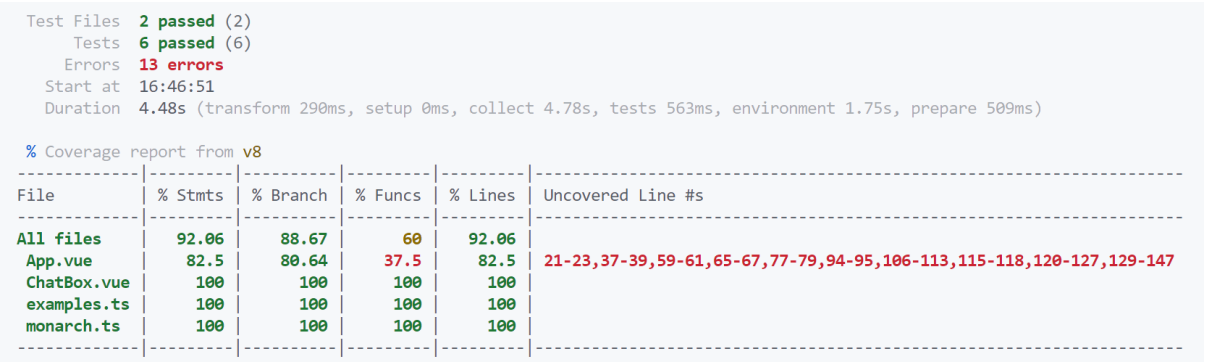 Test Files  2 passed (2)
Tests  6 passed (6)
Errors  13 errors
Start at  16:46:51
Duration  4.48s (transform 290ms, setup 0ms, collect 4.78s, tests 563ms, environment 1.75s, prepare 509ms)
% Coverage report from v8
-------------|---------|----------|---------|---------|-------------------------------------------------------------
File         | % Stmts | % Branch | % Funcs | % Lines | Uncovered Line #s
-------------|---------|----------|---------|---------|-------------------------------------------------------------
All files    |   92.06 |    88.67 |      60 |   92.06 |
App.vue     |    82.5 |    80.64 |    37.5 |    82.5 | 21-23,37-39,59-61,65-67,77-79,94-95,106-113,115-118,120-127,129-147
ChatBox.vue |     100 |      100 |     100 |     100 |
examples.ts |     100 |      100 |     100 |     100 |
monarch.ts  |     100 |      100 |     100 |     100 |
-------------|---------|----------|---------|---------|-------------------------------------------------------------